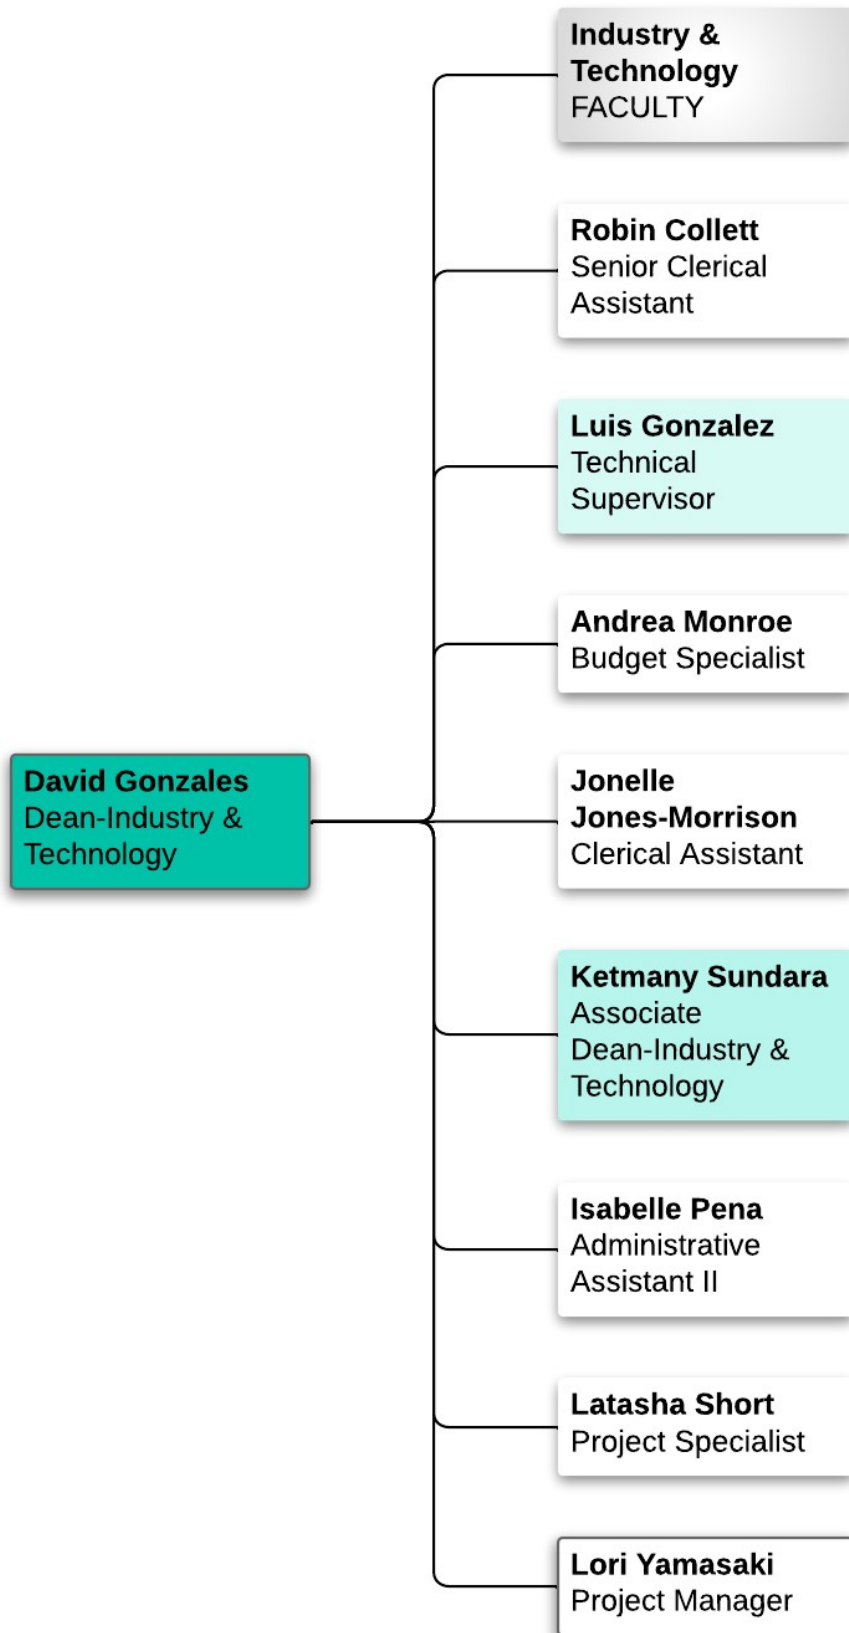 Industry &
Technology
FACULTY
Robin Collett
Senior Clerical
Assistant
Luis Gonzalez
Technical
Supervisor
Andrea Monroe
Budget Specialist
David Gonzales
Dean-Industry &
Technology
Jonelle
Jones-Morrison
Clerical Assistant
Ketmany Sundara
Associate
Dean-Industry &
Technology
Isabelle Pena
Administrative
Assistant II
Latasha Short
Project Specialist
Lori Yamasaki
Project Manager